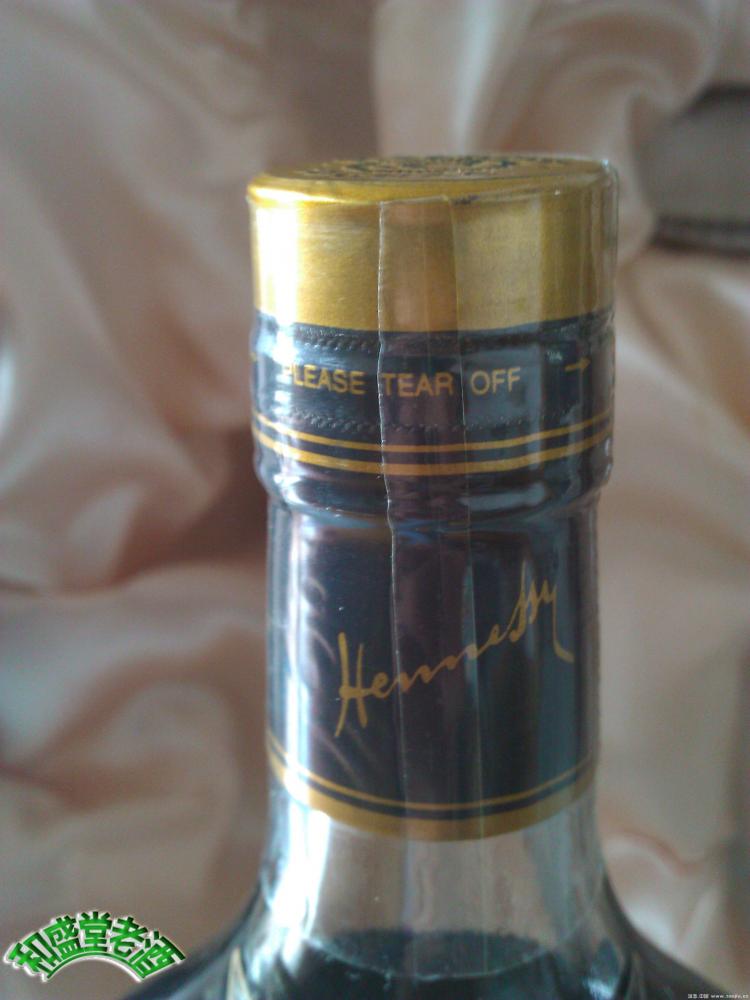 PLEASE TEAR OFF →
Hennessy
和盛堂老酒